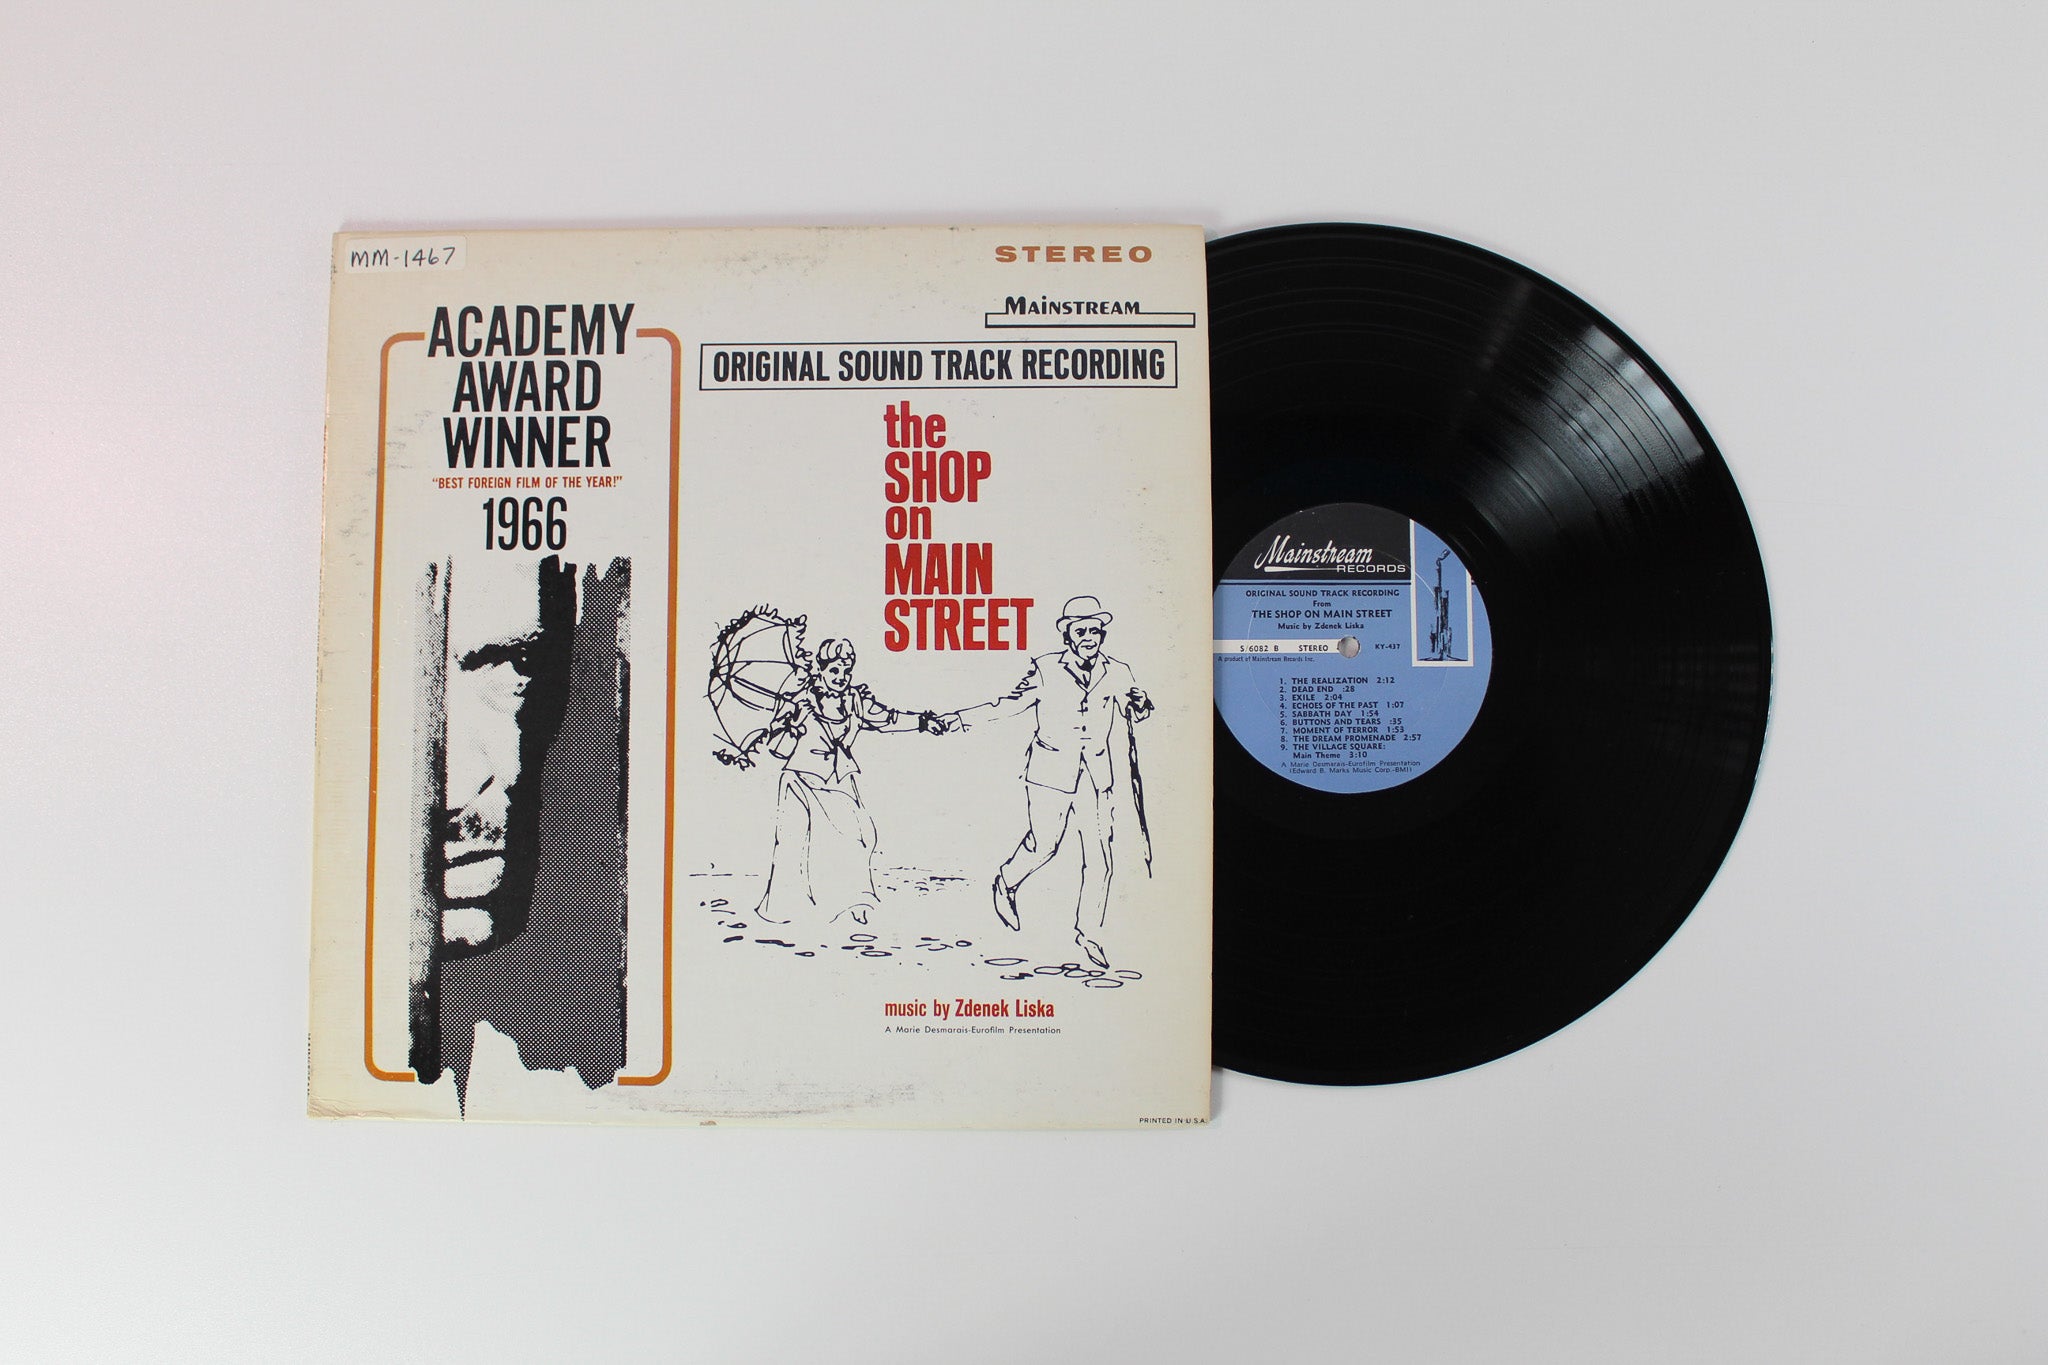 MM-1467
STEREO
MAiNSTREAM
ORIGINAL SOUND TRACK RECORDING
ACADEMY
AWARD
WINNER
"BEST FOREIGN FILM OF THE YEAR!"
1966
the
SHOP
on
MAIN
STREET
music by Zdenek Liska
A Marie Desmarais-Eurofilm Presentation
PRINTED IN U.S.A.
Mainstream
RECORDS
ORIGINAL SOUND TRACK RECORDING
From
THE SHOP ON MAIN STREET
Music by Zdenek Liska
S/6082 B STEREO KY-437
A product of Mainstream Records Inc.
1. THE REALIZATION 2:12
2. DEAD END :28
3. EXILE 2:04
4. ECHOES OF THE PAST 1:07
5. SABBATH DAY 1:54
6. BUTTONS AND TEARS :35
7. MOMENT OF TERROR 1:53
8. THE DREAM PROMENADE 2:57
9. THE VILLAGE SQUARE:
Main Theme 3:10
A Marie Desmarais-Eurofilm Presentation
(Edward B. Marks Music Corp.-BMI)